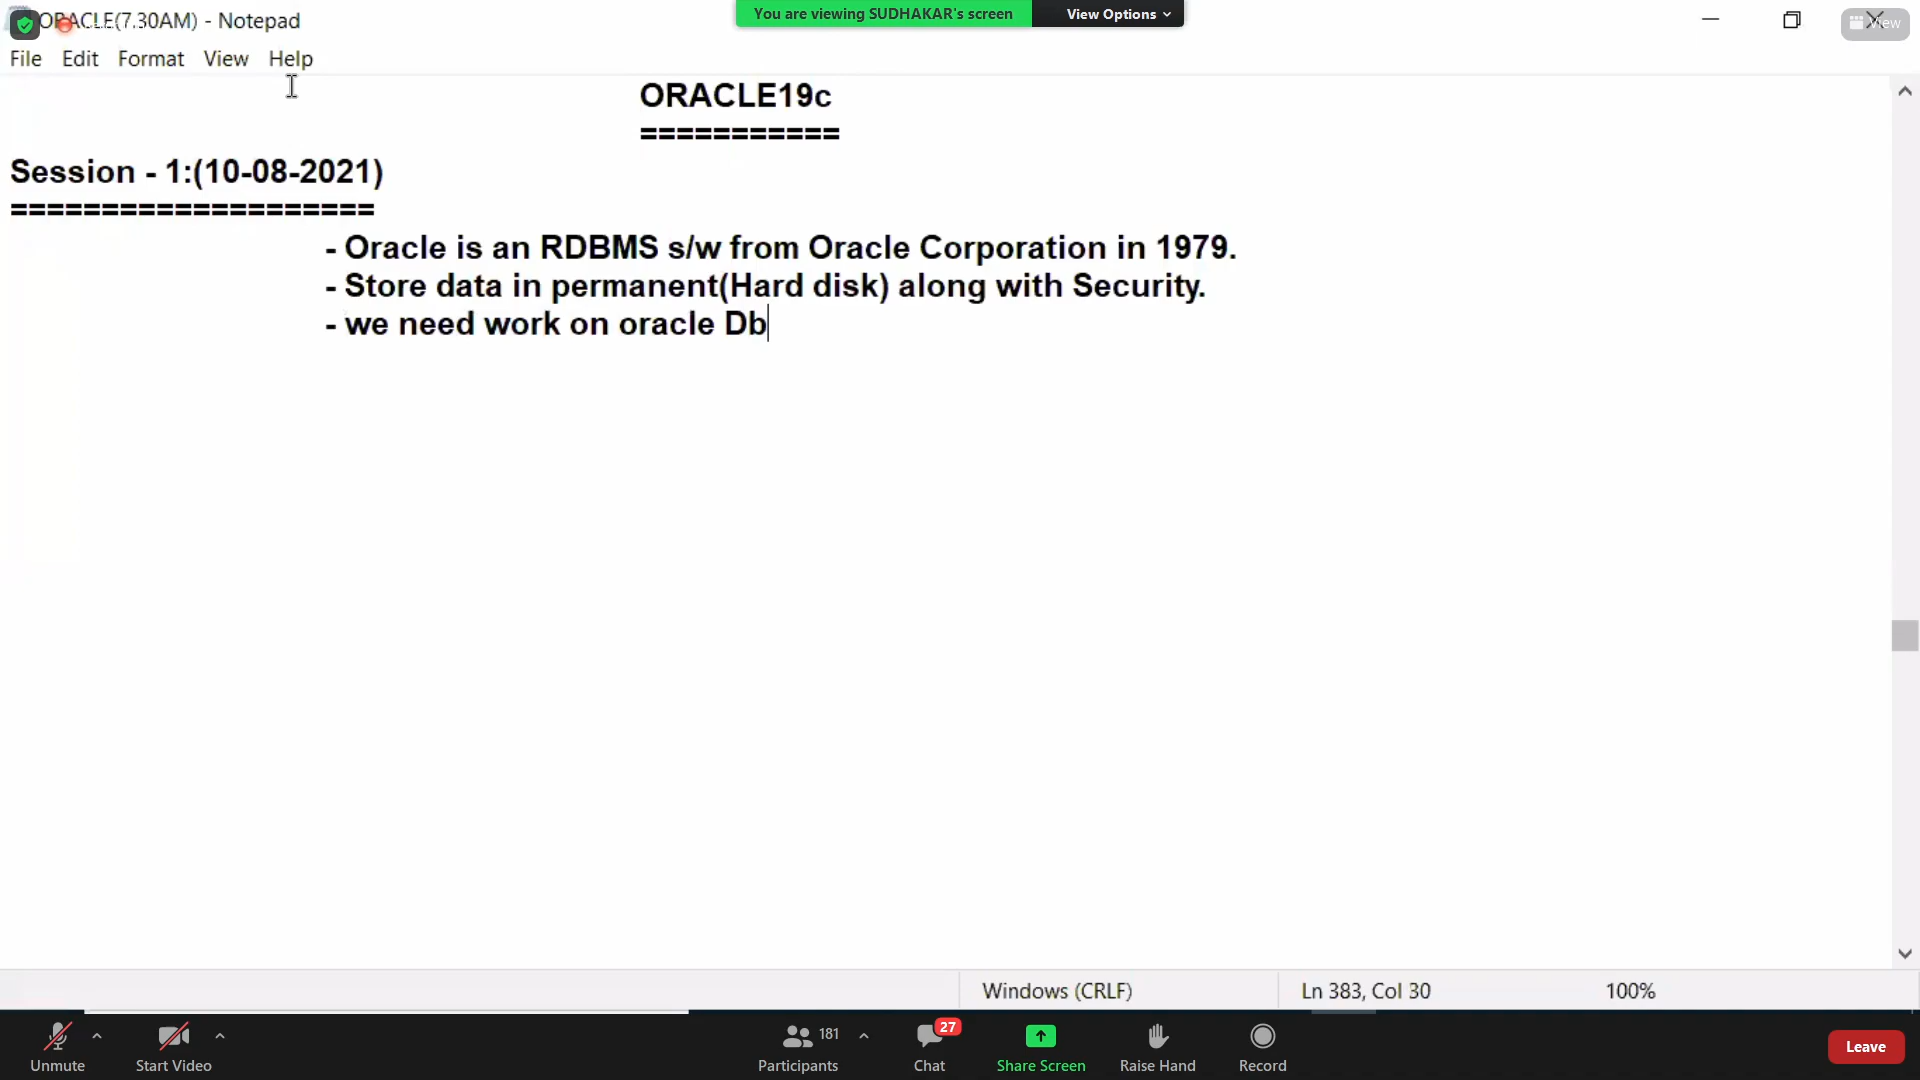 ORACLE(7.30AM) - Notepad
You are viewing SUDHAKAR's screen
View Options
View
File Edit Format View Help
ORACLE19c
===========
Session - 1:(10-08-2021)
====================
- Oracle is an RDBMS s/w from Oracle Corporation in 1979.
- Store data in permanent(Hard disk) along with Security.
- we need work on oracle Db
Windows (CRLF)
Ln 383, Col 30
100%
Unmute
Start Video
181
Participants
27
Chat
Share Screen
Raise Hand
Record
Leave